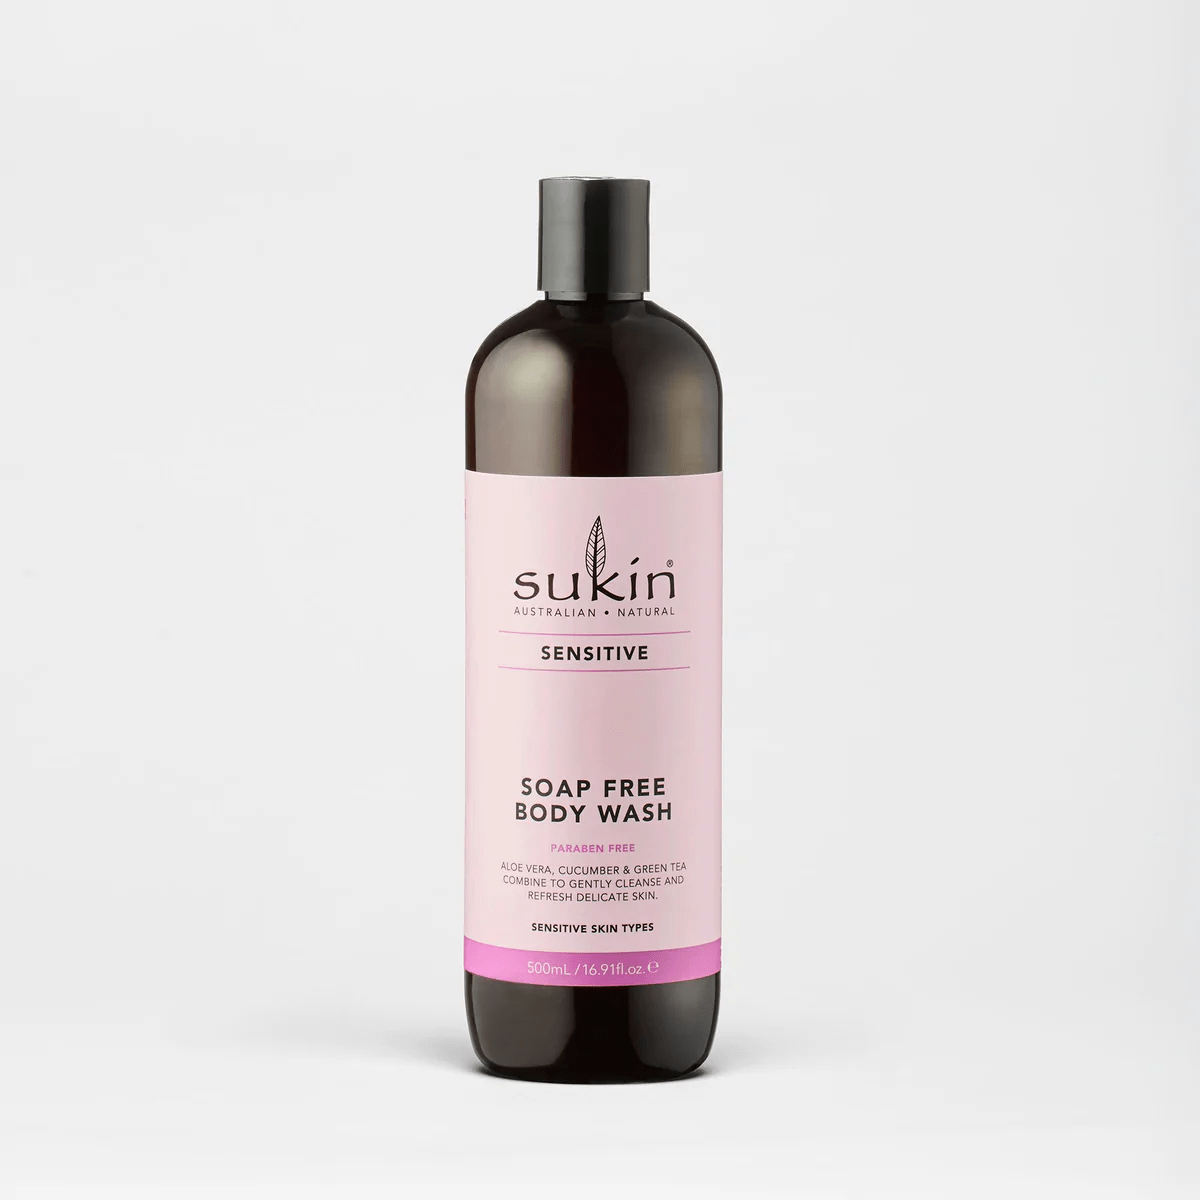 sukin®
AUSTRALIAN • NATURAL
SENSITIVE
SOAP FREE
BODY WASH
PARABEN FREE
ALOE VERA, CUCUMBER & GREEN TEA
COMBINE TO GENTLY CLEANSE AND
REFRESH DELICATE SKIN.
SENSITIVE SKIN TYPES
500mL / 16.91fl.oz. ℮